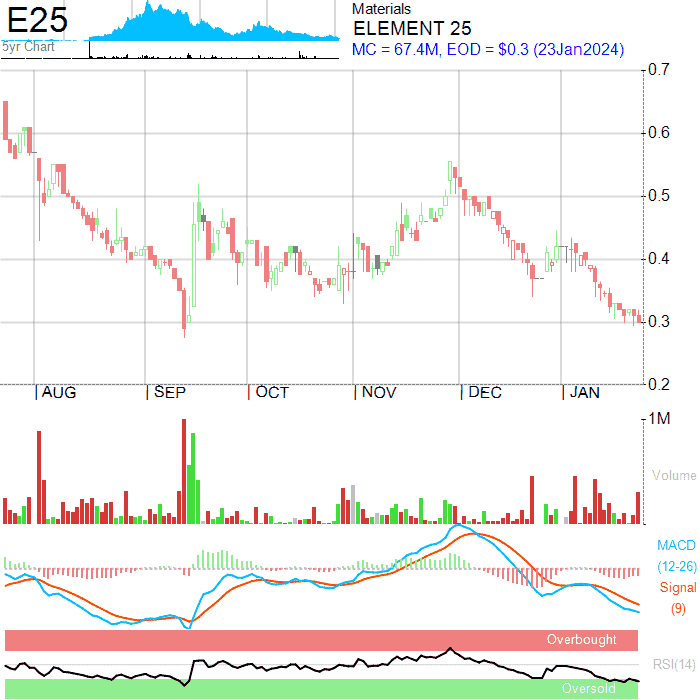 E25
5yr Chart
Materials
ELEMENT 25
MC = 67.4M, EOD = $0.3 (23Jan2024)
0.7
0.6
0.5
0.4
0.3
0.2
AUG SEP OCT NOV DEC JAN
1M
Volume
MACD
(12-26)
Signal
(9)
Overbought
RSI(14)
Oversold